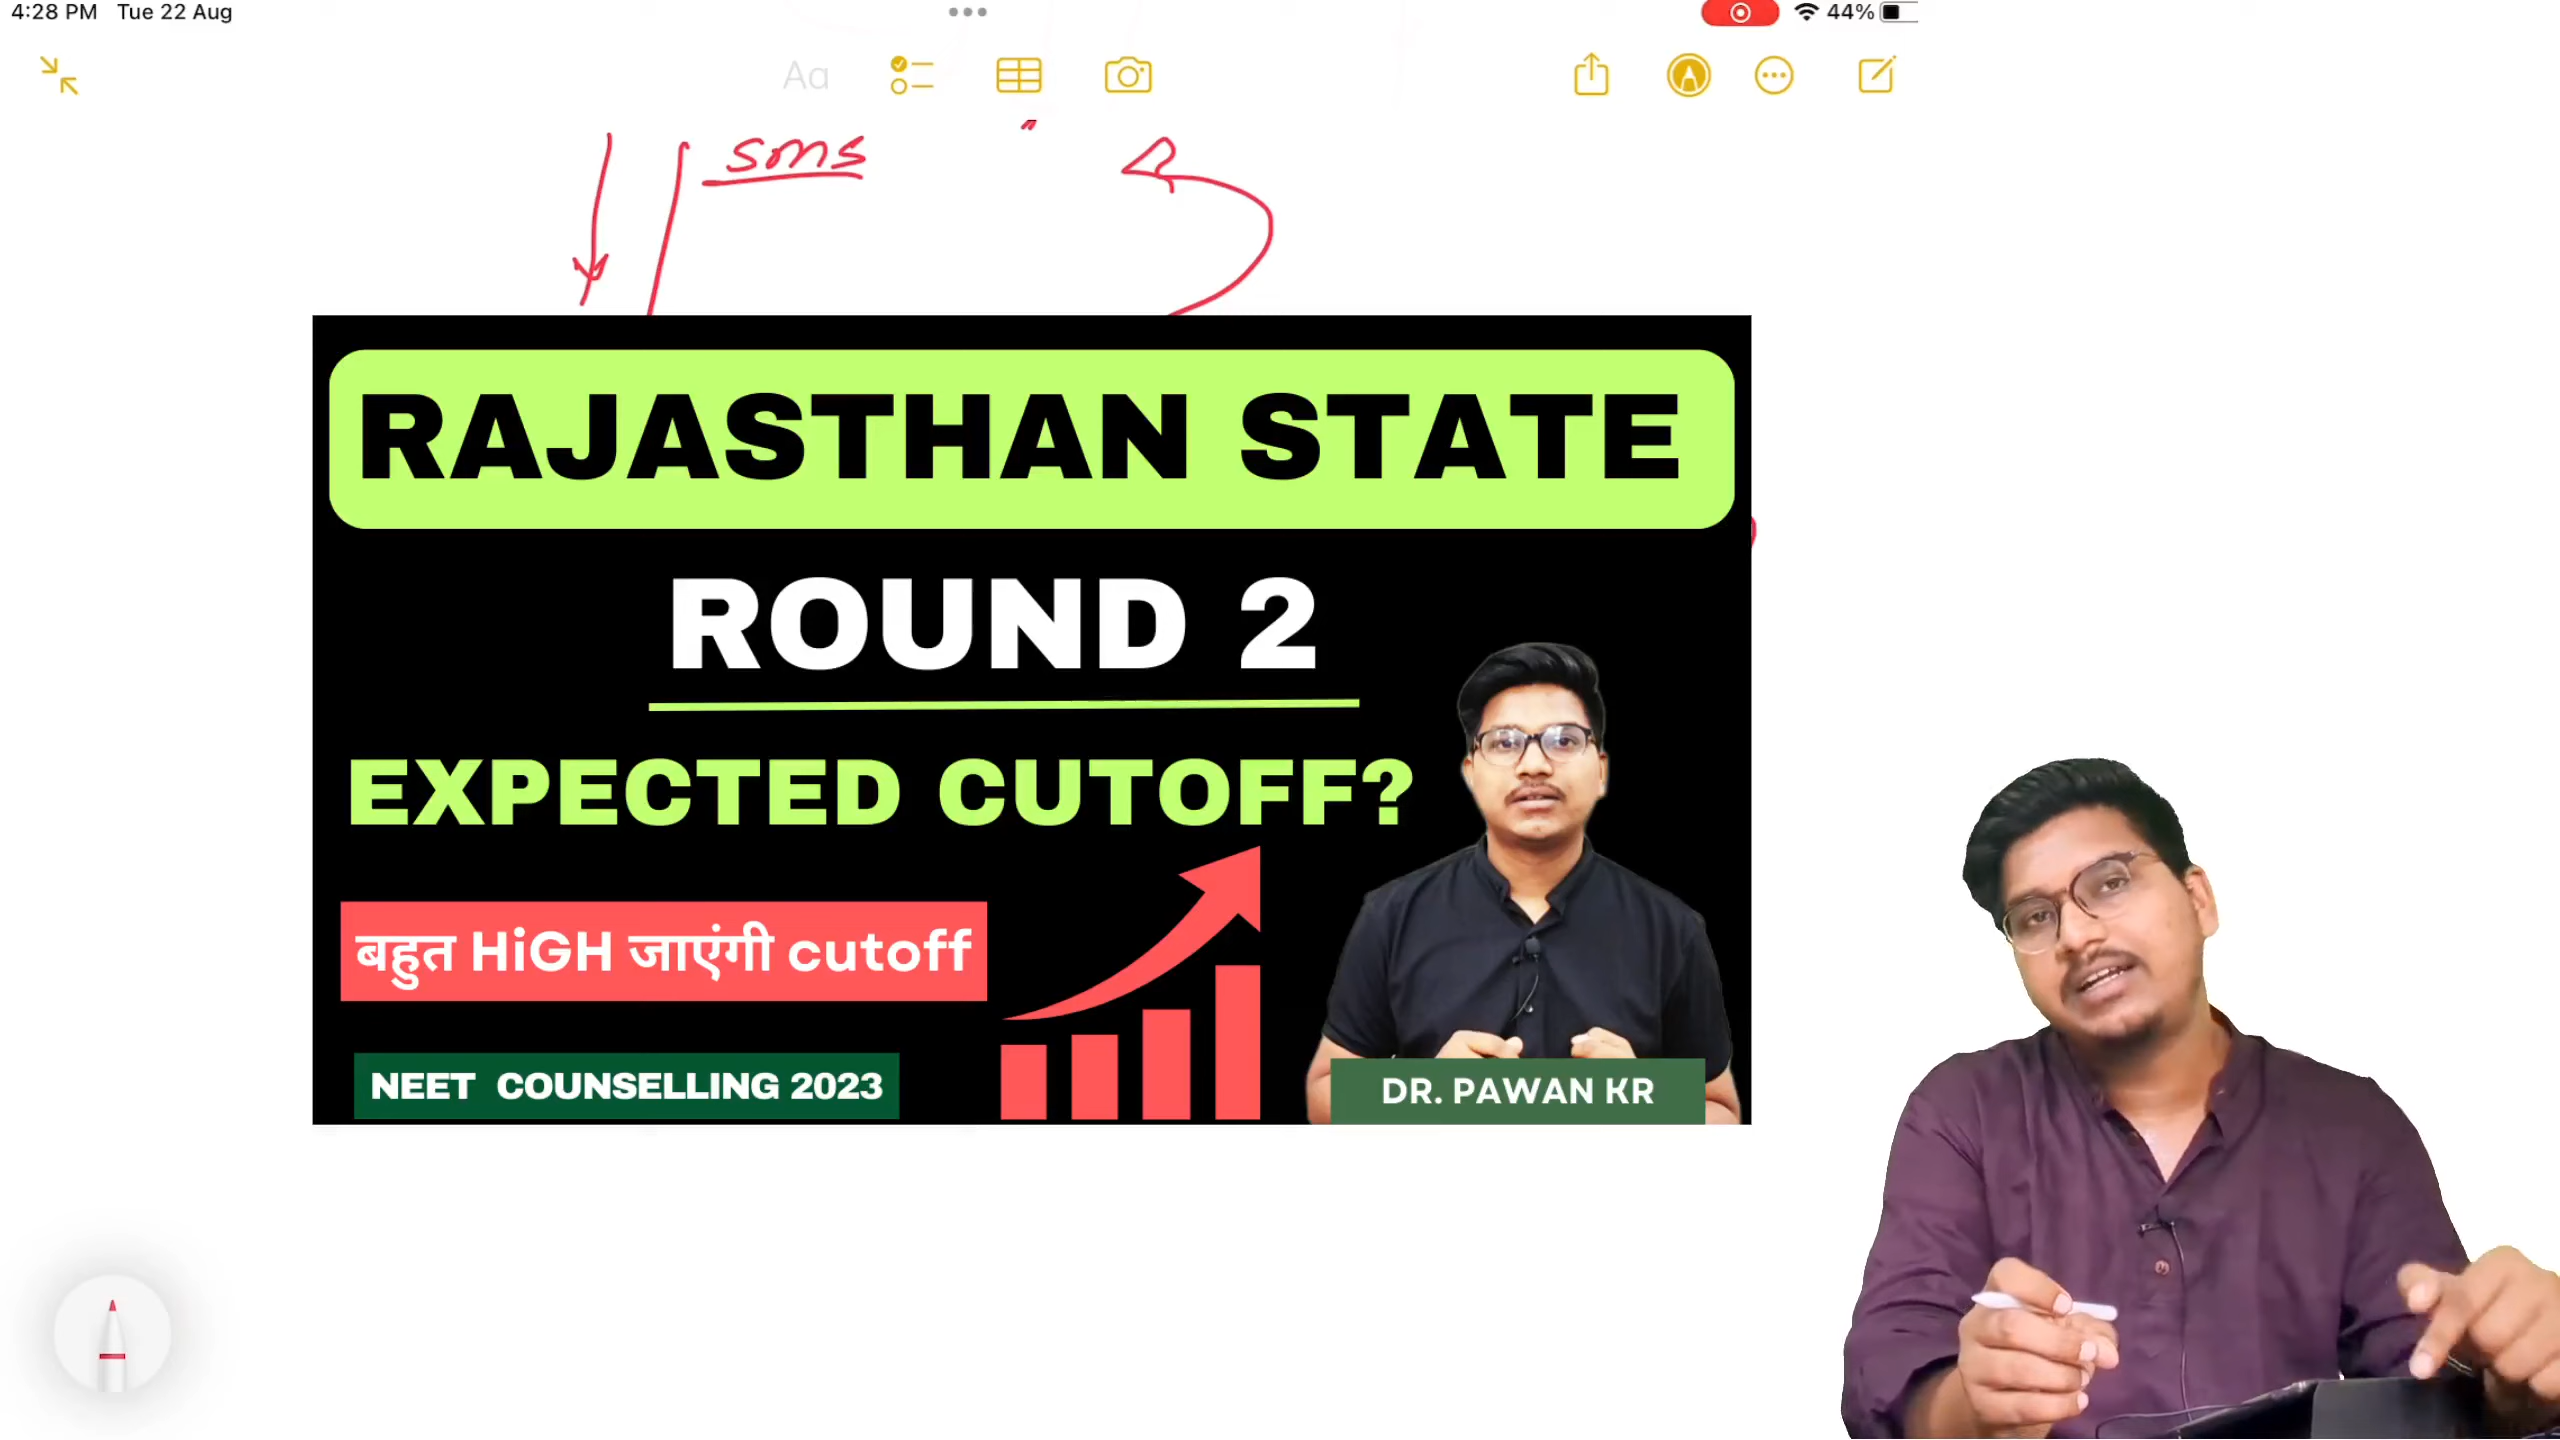 4:28 PM Tue 22 Aug
44%
Aa
sms
RAJASTHAN STATE
ROUND 2
EXPECTED CUTOFF?
बहुत HiGH जाएंगी cutoff
NEET COUNSELLING 2023
DR. PAWAN KR